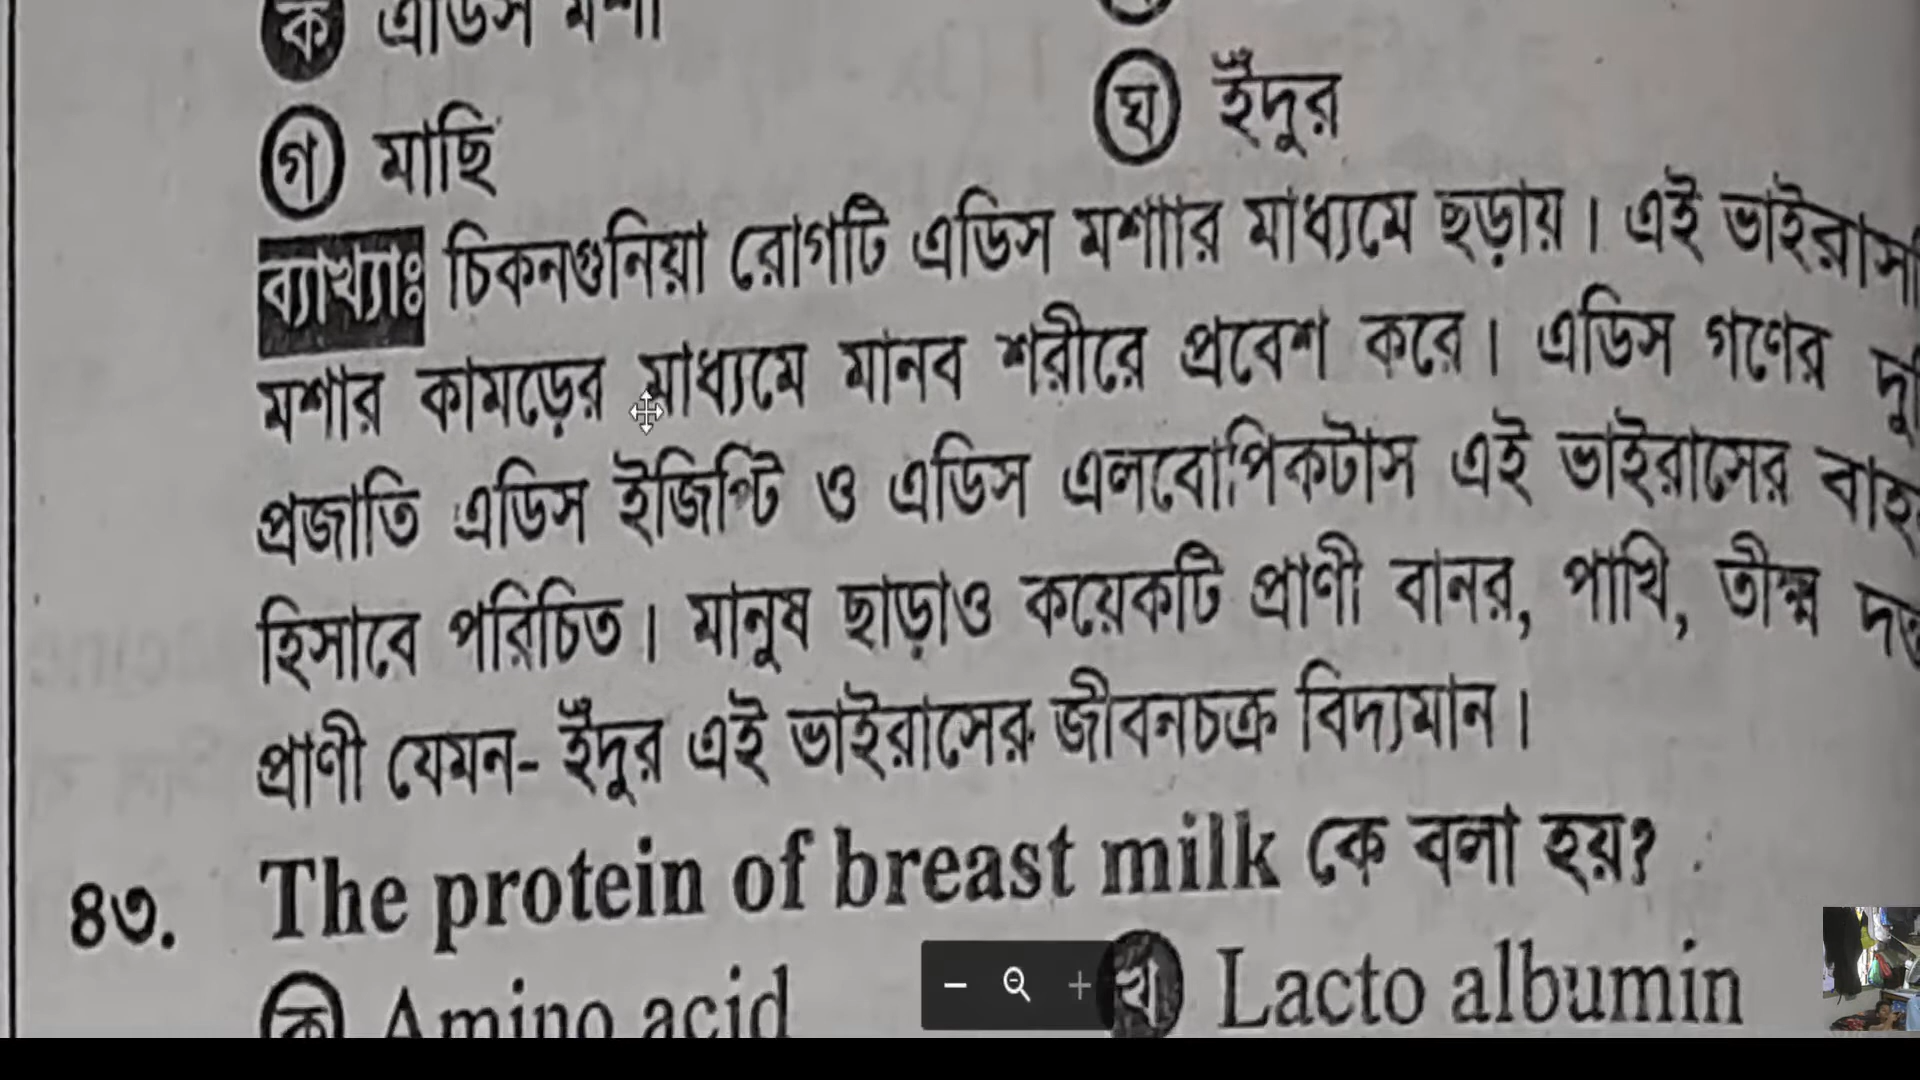 ক এডিস মশা
গ মাছি
ঘ ইঁদুর
ব্যাখ্যাঃ চিকনগুনিয়া রোগটি এডিস মশাার মাধ্যমে ছড়ায়। এই
মশার কামড়ের মাধ্যমে মানব শরীরে প্রবেশ করে। এডিস গণের
প্রজাতি এডিস ইজিপ্টি ও এডিস এলবোপিকটাস এই ভাইরাসের
হিসাবে পরিচিত। মানুষ ছাড়াও কয়েকটি প্রাণী বানর, পাখি, তীক্ষ্ণ
প্রাণী যেমন- ইঁদুর এই ভাইরাসের জীবনচক্র বিদ্যমান।
৪৩. The protein of breast milk কে বলা হয়?
ক Amino acid
খ Lacto albumin